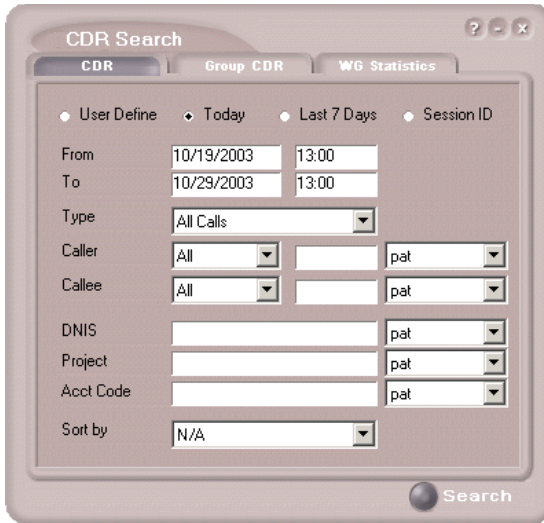 CDR Search
? - x
CDR Group CDR WG Statistics
User Define Today Last 7 Days Session ID
From 10/19/2003 13:00
To 10/29/2003 13:00
Type All Calls
Caller All pat
Callee All pat
DNIS pat
Project pat
Acct Code pat
Sort by N/A
Search